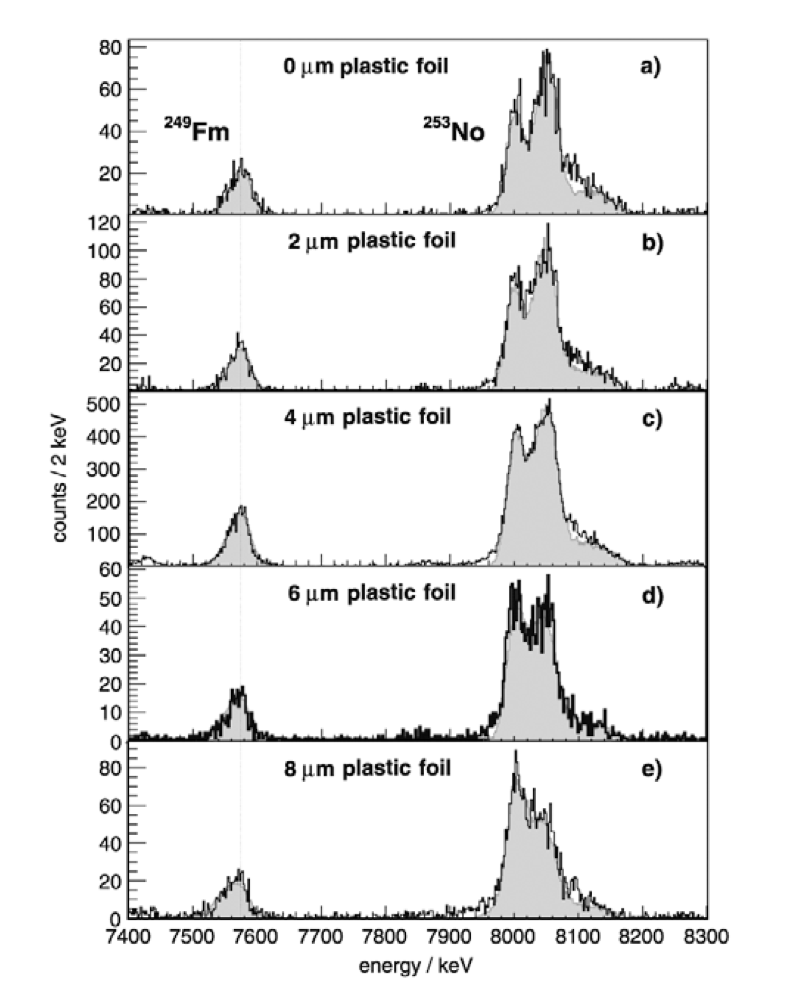 80
0 μm plastic foil
a)
60
²⁴⁹Fm
²⁵³No
40
20
120
2 μm plastic foil
b)
100
80
60
40
20
500
4 μm plastic foil
c)
400
300
200
100
60
6 μm plastic foil
d)
50
40
30
20
10
0
8 μm plastic foil
e)
80
60
40
20
0
counts / 2 keV
7400 7500 7600 7700 7800 7900 8000 8100 8200 8300
energy / keV